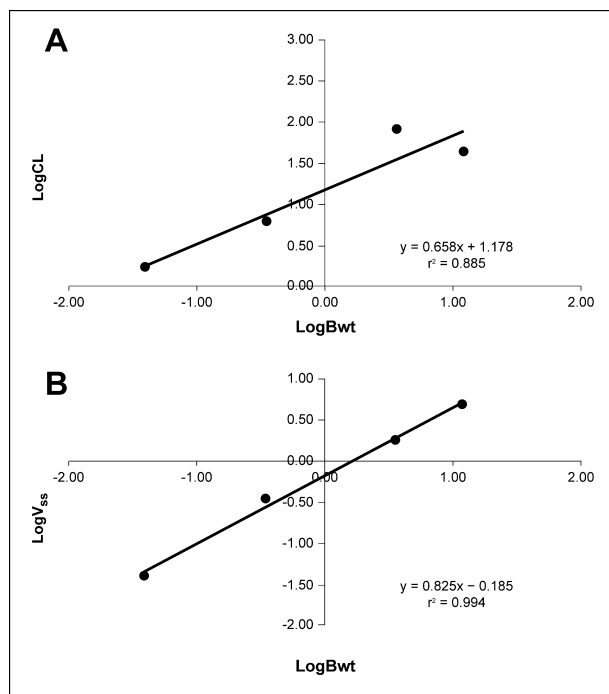 A
3.00
2.50
2.00
1.50
1.00
0.50
0.00
-2.00 -1.00 0.00 1.00 2.00
LogCL
LogBwt
y = 0.658x + 1.178
r² = 0.885
B
1.00
0.50
0.00
-0.50
-1.00
-1.50
-2.00
-2.00 -1.00 0.00 1.00 2.00
LogVss
y = 0.825x – 0.185
r² = 0.994
LogBwt